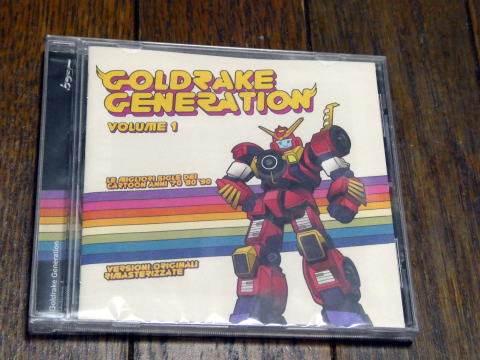 GOLDRAKE
GENERATION
VOLUME 1
LE MIGLIORI SIGLE DEI
CARTOON ANNI '70 '80 '90
VERSIONI ORIGINALI
RIMASTERIZZATE
Goldrake Generation